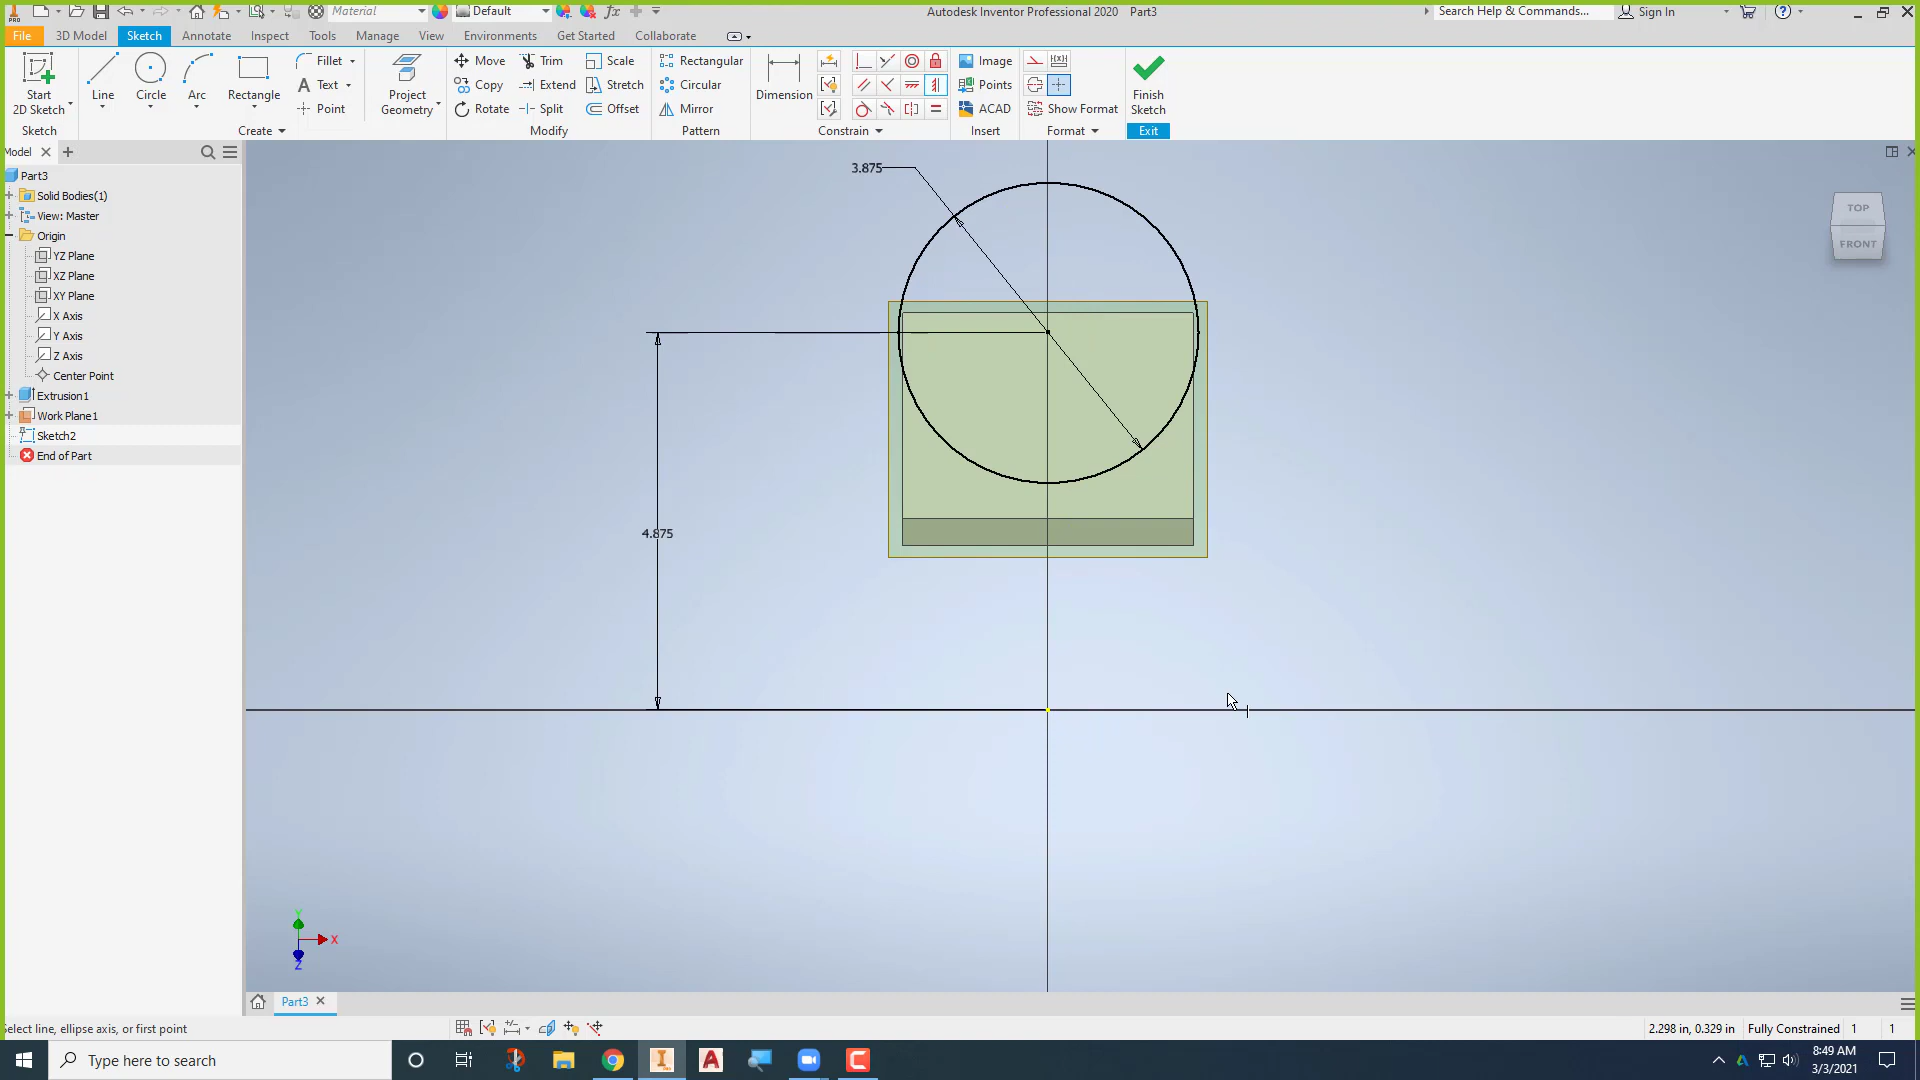 PRO
Material
Default
fx
Autodesk Inventor Professional 2020 Part3
Search Help & Commands...
Sign In
File 3D Model Sketch Annotate Inspect Tools Manage View Environments Get Started Collaborate
Start
2D Sketch
Line
Circle
Arc
Rectangle
Fillet
Text
Point
Project
Geometry
Move
Copy
Rotate
Trim
Extend
Split
Scale
Stretch
Offset
Rectangular
Circular
Mirror
Dimension
Image
Points
ACAD
Show Format
Finish
Sketch
Sketch Create Modify Pattern Constrain Insert Format Exit
Model
Part3
Solid Bodies(1)
View: Master
Origin
YZ Plane
XZ Plane
XY Plane
X Axis
Y Axis
Z Axis
Center Point
Extrusion1
Work Plane1
Sketch2
End of Part
3.875
4.875
TOP
FRONT
Y
X
Z
Part3
Select line, ellipse axis, or first point
2.298 in, 0.329 in Fully Constrained 1 1
Type here to search
8:49 AM
3/3/2021